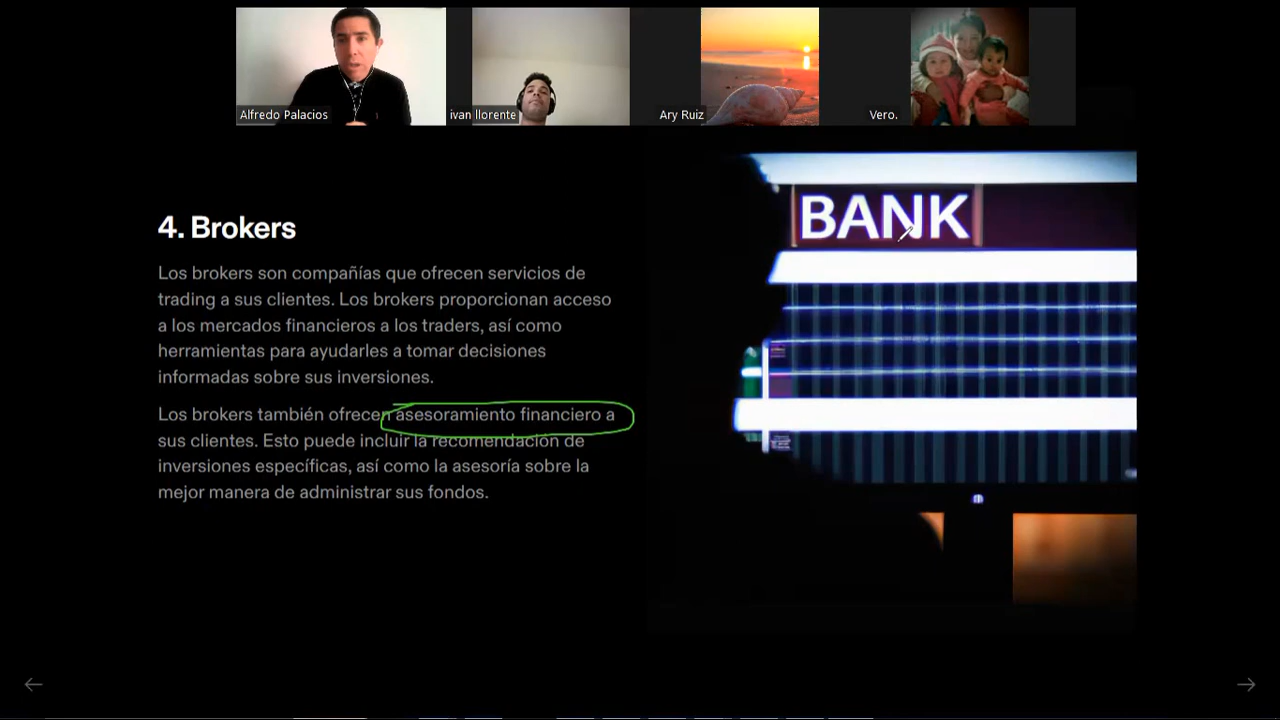 Alfredo Palacios
ivan llorente
Ary Ruiz
Vero.
BANK
4. Brokers
Los brokers son compañías que ofrecen servicios de
trading a sus clientes. Los brokers proporcionan acceso
a los mercados financieros a los traders, así como
herramientas para ayudarles a tomar decisiones
informadas sobre sus inversiones.
Los brokers también ofrecen asesoramiento financiero a
sus clientes. Esto puede incluir la recomendación de
inversiones específicas, así como la asesoría sobre la
mejor manera de administrar sus fondos.